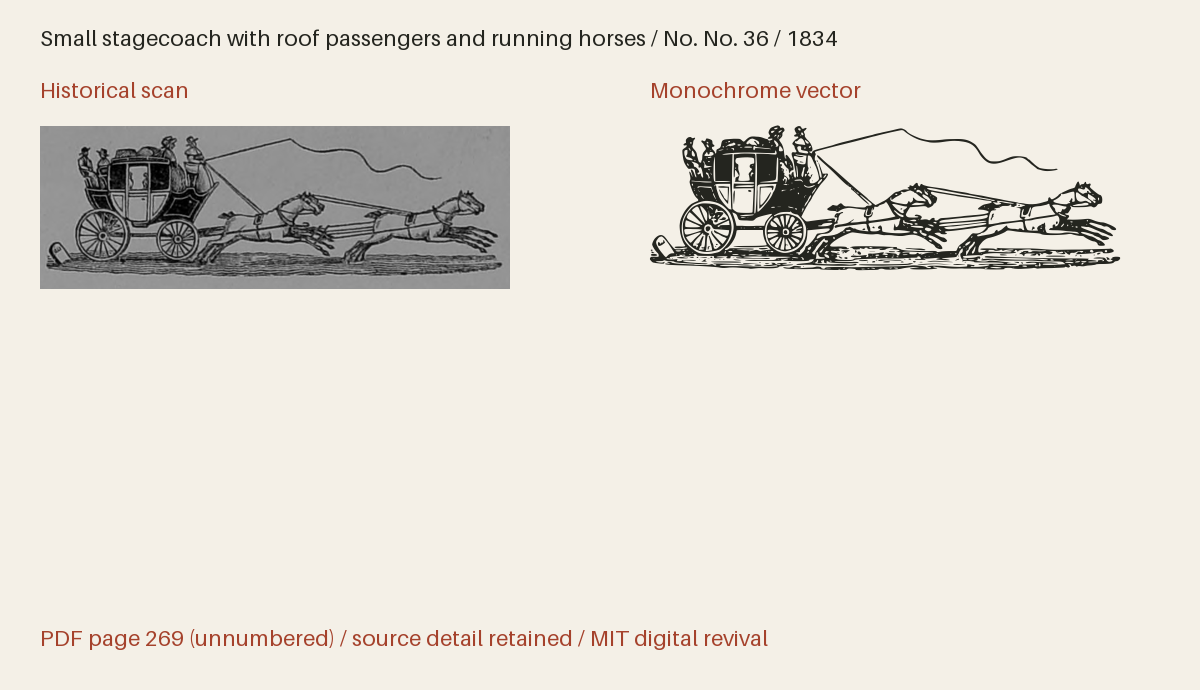 Small stagecoach with roof passengers and running horses / No. No. 36 / 1834
Historical scan
Monochrome vector
PDF page 269 (unnumbered) / source detail retained / MIT digital revival